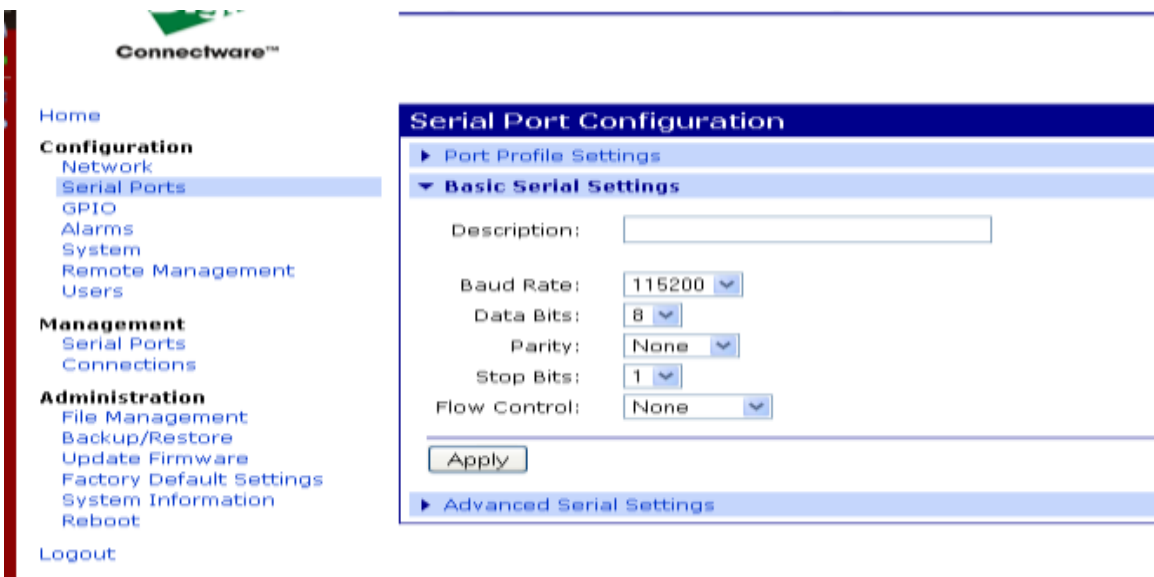 Connectware™
Home
Configuration
Network
Serial Ports
GPIO
Alarms
System
Remote Management
Users
Management
Serial Ports
Connections
Administration
File Management
Backup/Restore
Update Firmware
Factory Default Settings
System Information
Reboot
Logout
Serial Port Configuration
Port Profile Settings
Basic Serial Settings
Description:
Baud Rate: 115200
Data Bits: 8
Parity: None
Stop Bits: 1
Flow Control: None
Apply
Advanced Serial Settings